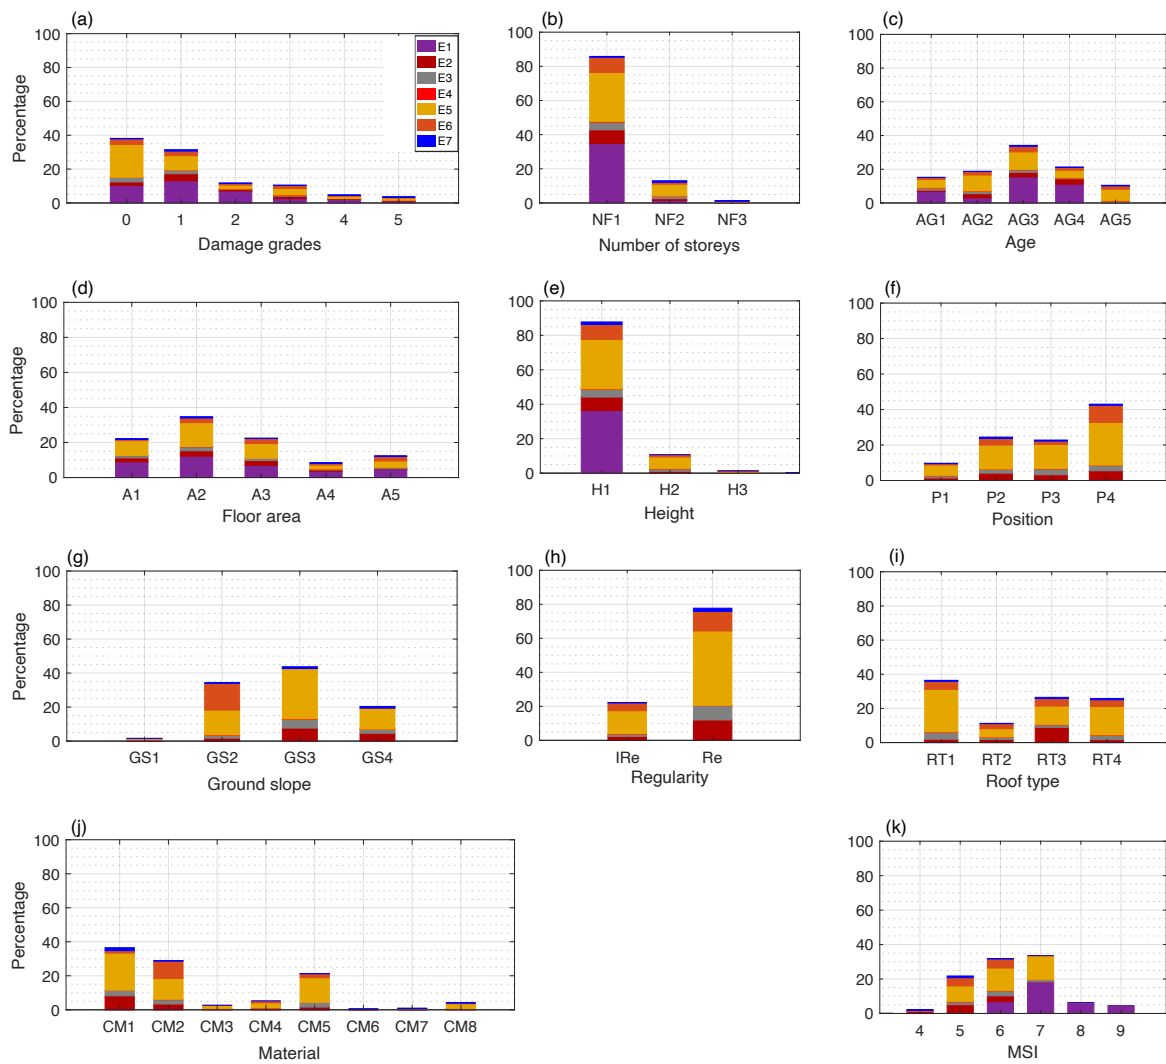 (a)
100
80
60
40
20
0
Percentage
0 1 2 3 4 5
Damage grades
E1
E2
E3
E4
E5
E6
E7
(b)
100
80
60
40
20
0
NF1 NF2 NF3
Number of storeys
(c)
100
80
60
40
20
0
AG1 AG2 AG3 AG4 AG5
Age
(d)
100
80
60
40
20
0
Percentage
A1 A2 A3 A4 A5
Floor area
(e)
100
80
60
40
20
0
H1 H2 H3
Height
(f)
100
80
60
40
20
0
P1 P2 P3 P4
Position
(g)
100
80
60
40
20
0
Percentage
GS1 GS2 GS3 GS4
Ground slope
(h)
100
80
60
40
20
0
IRe Re
Regularity
(i)
100
80
60
40
20
0
RT1 RT2 RT3 RT4
Roof type
(j)
100
80
60
40
20
0
Percentage
CM1 CM2 CM3 CM4 CM5 CM6 CM7 CM8
Material
(k)
100
80
60
40
20
0
4 5 6 7 8 9
MSI